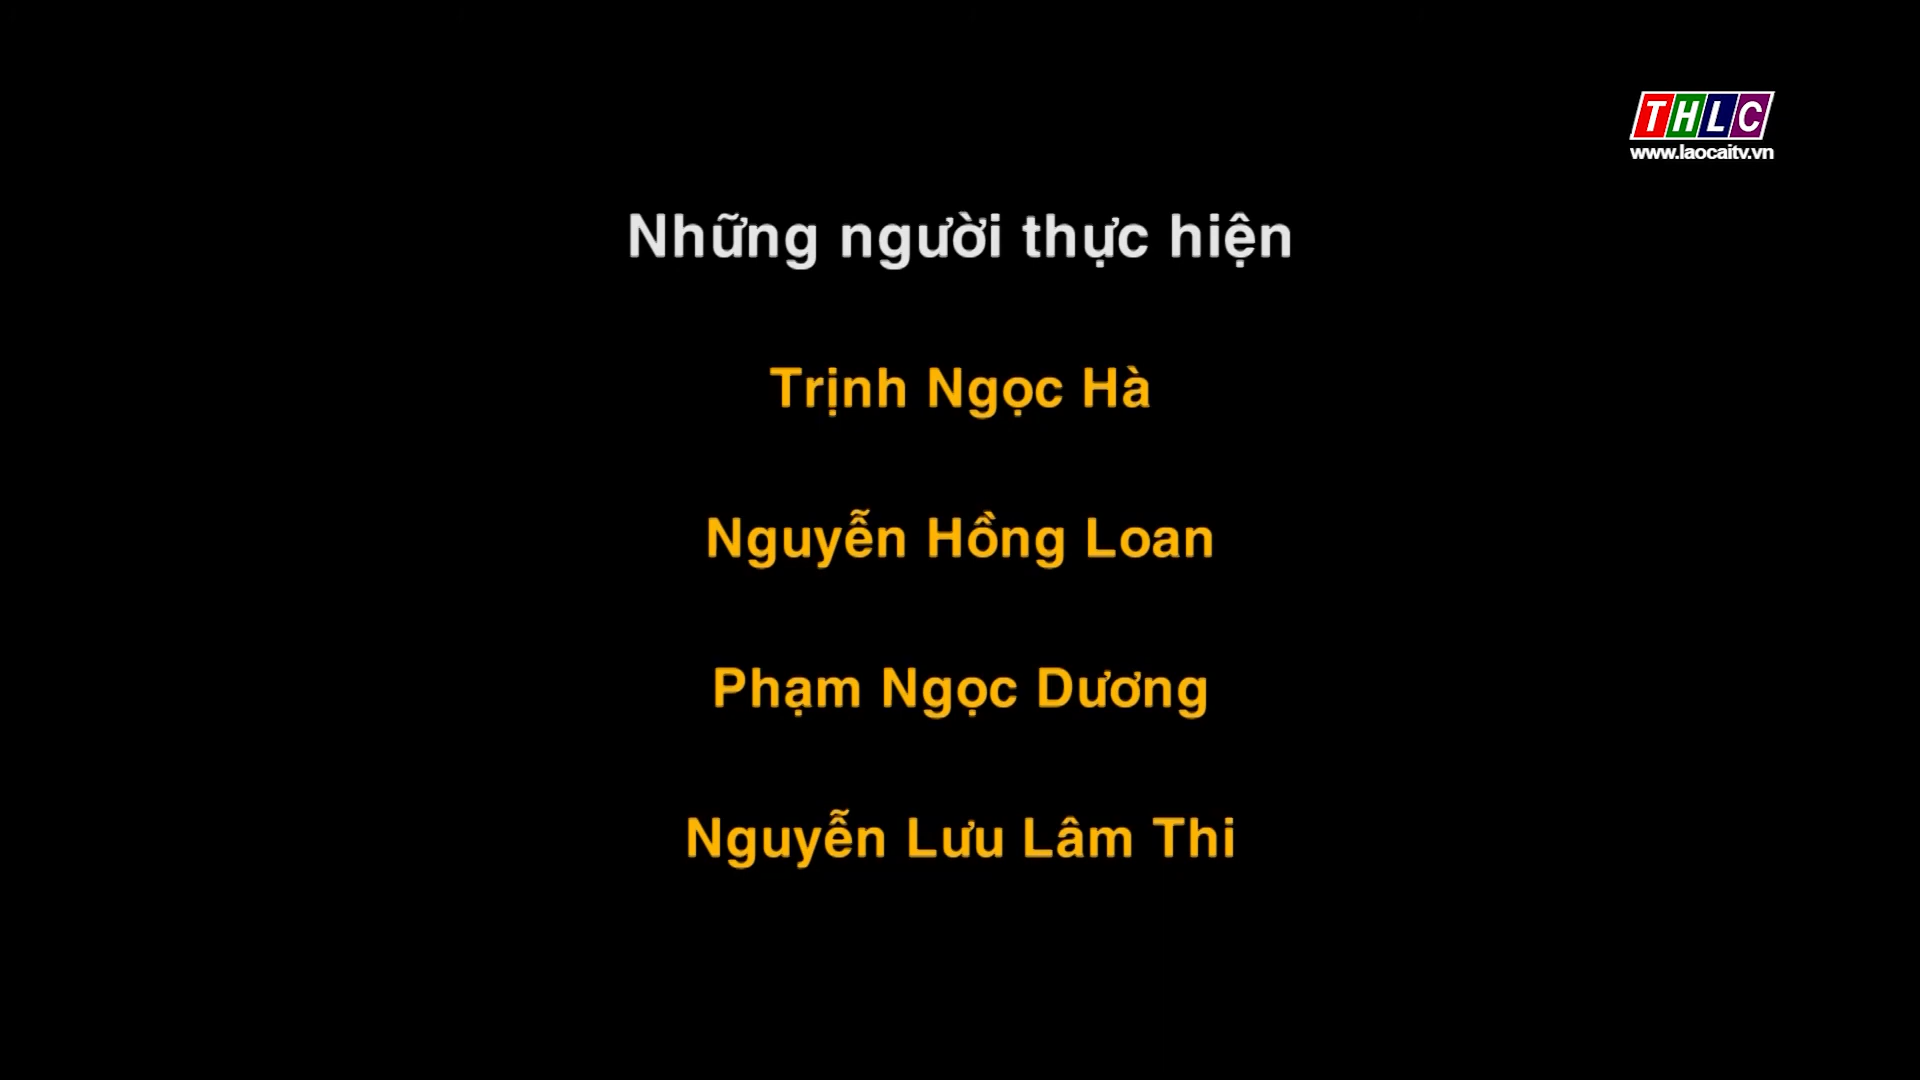 THLC
www.laocaitv.vn
Những người thực hiện
Trịnh Ngọc Hà
Nguyễn Hồng Loan
Phạm Ngọc Dương
Nguyễn Lưu Lâm Thi